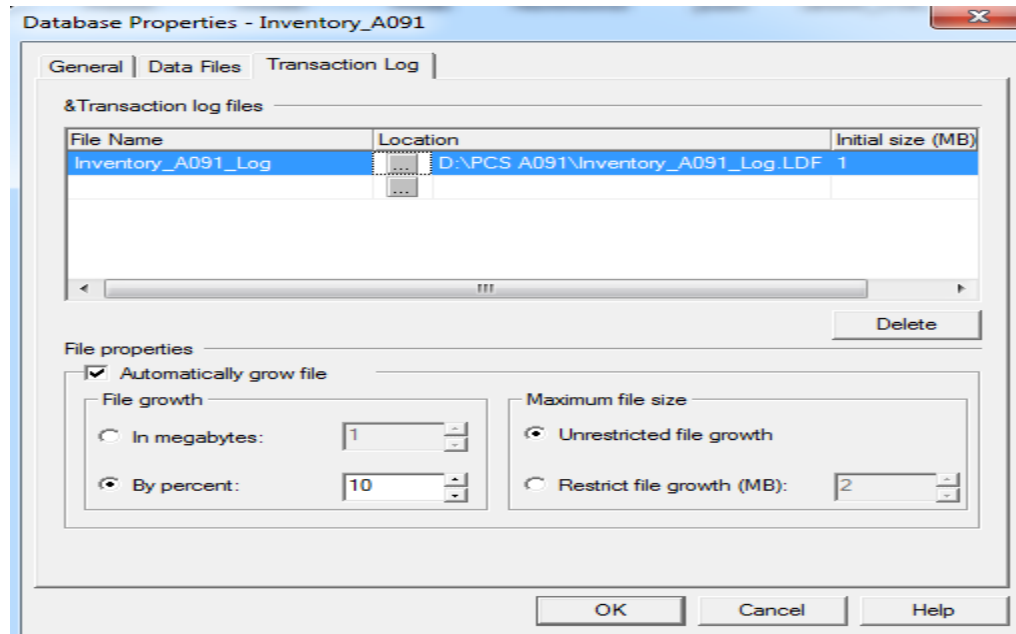 Database Properties - Inventory_A091
General Data Files Transaction Log
&Transaction log files
File Name Location Initial size (MB)
Inventory_A091_Log ... D:\PCS A091\Inventory_A091_Log.LDF 1
...
Delete
File properties
Automatically grow file
File growth Maximum file size
In megabytes: 1 Unrestricted file growth
By percent: 10 Restrict file growth (MB): 2
OK Cancel Help